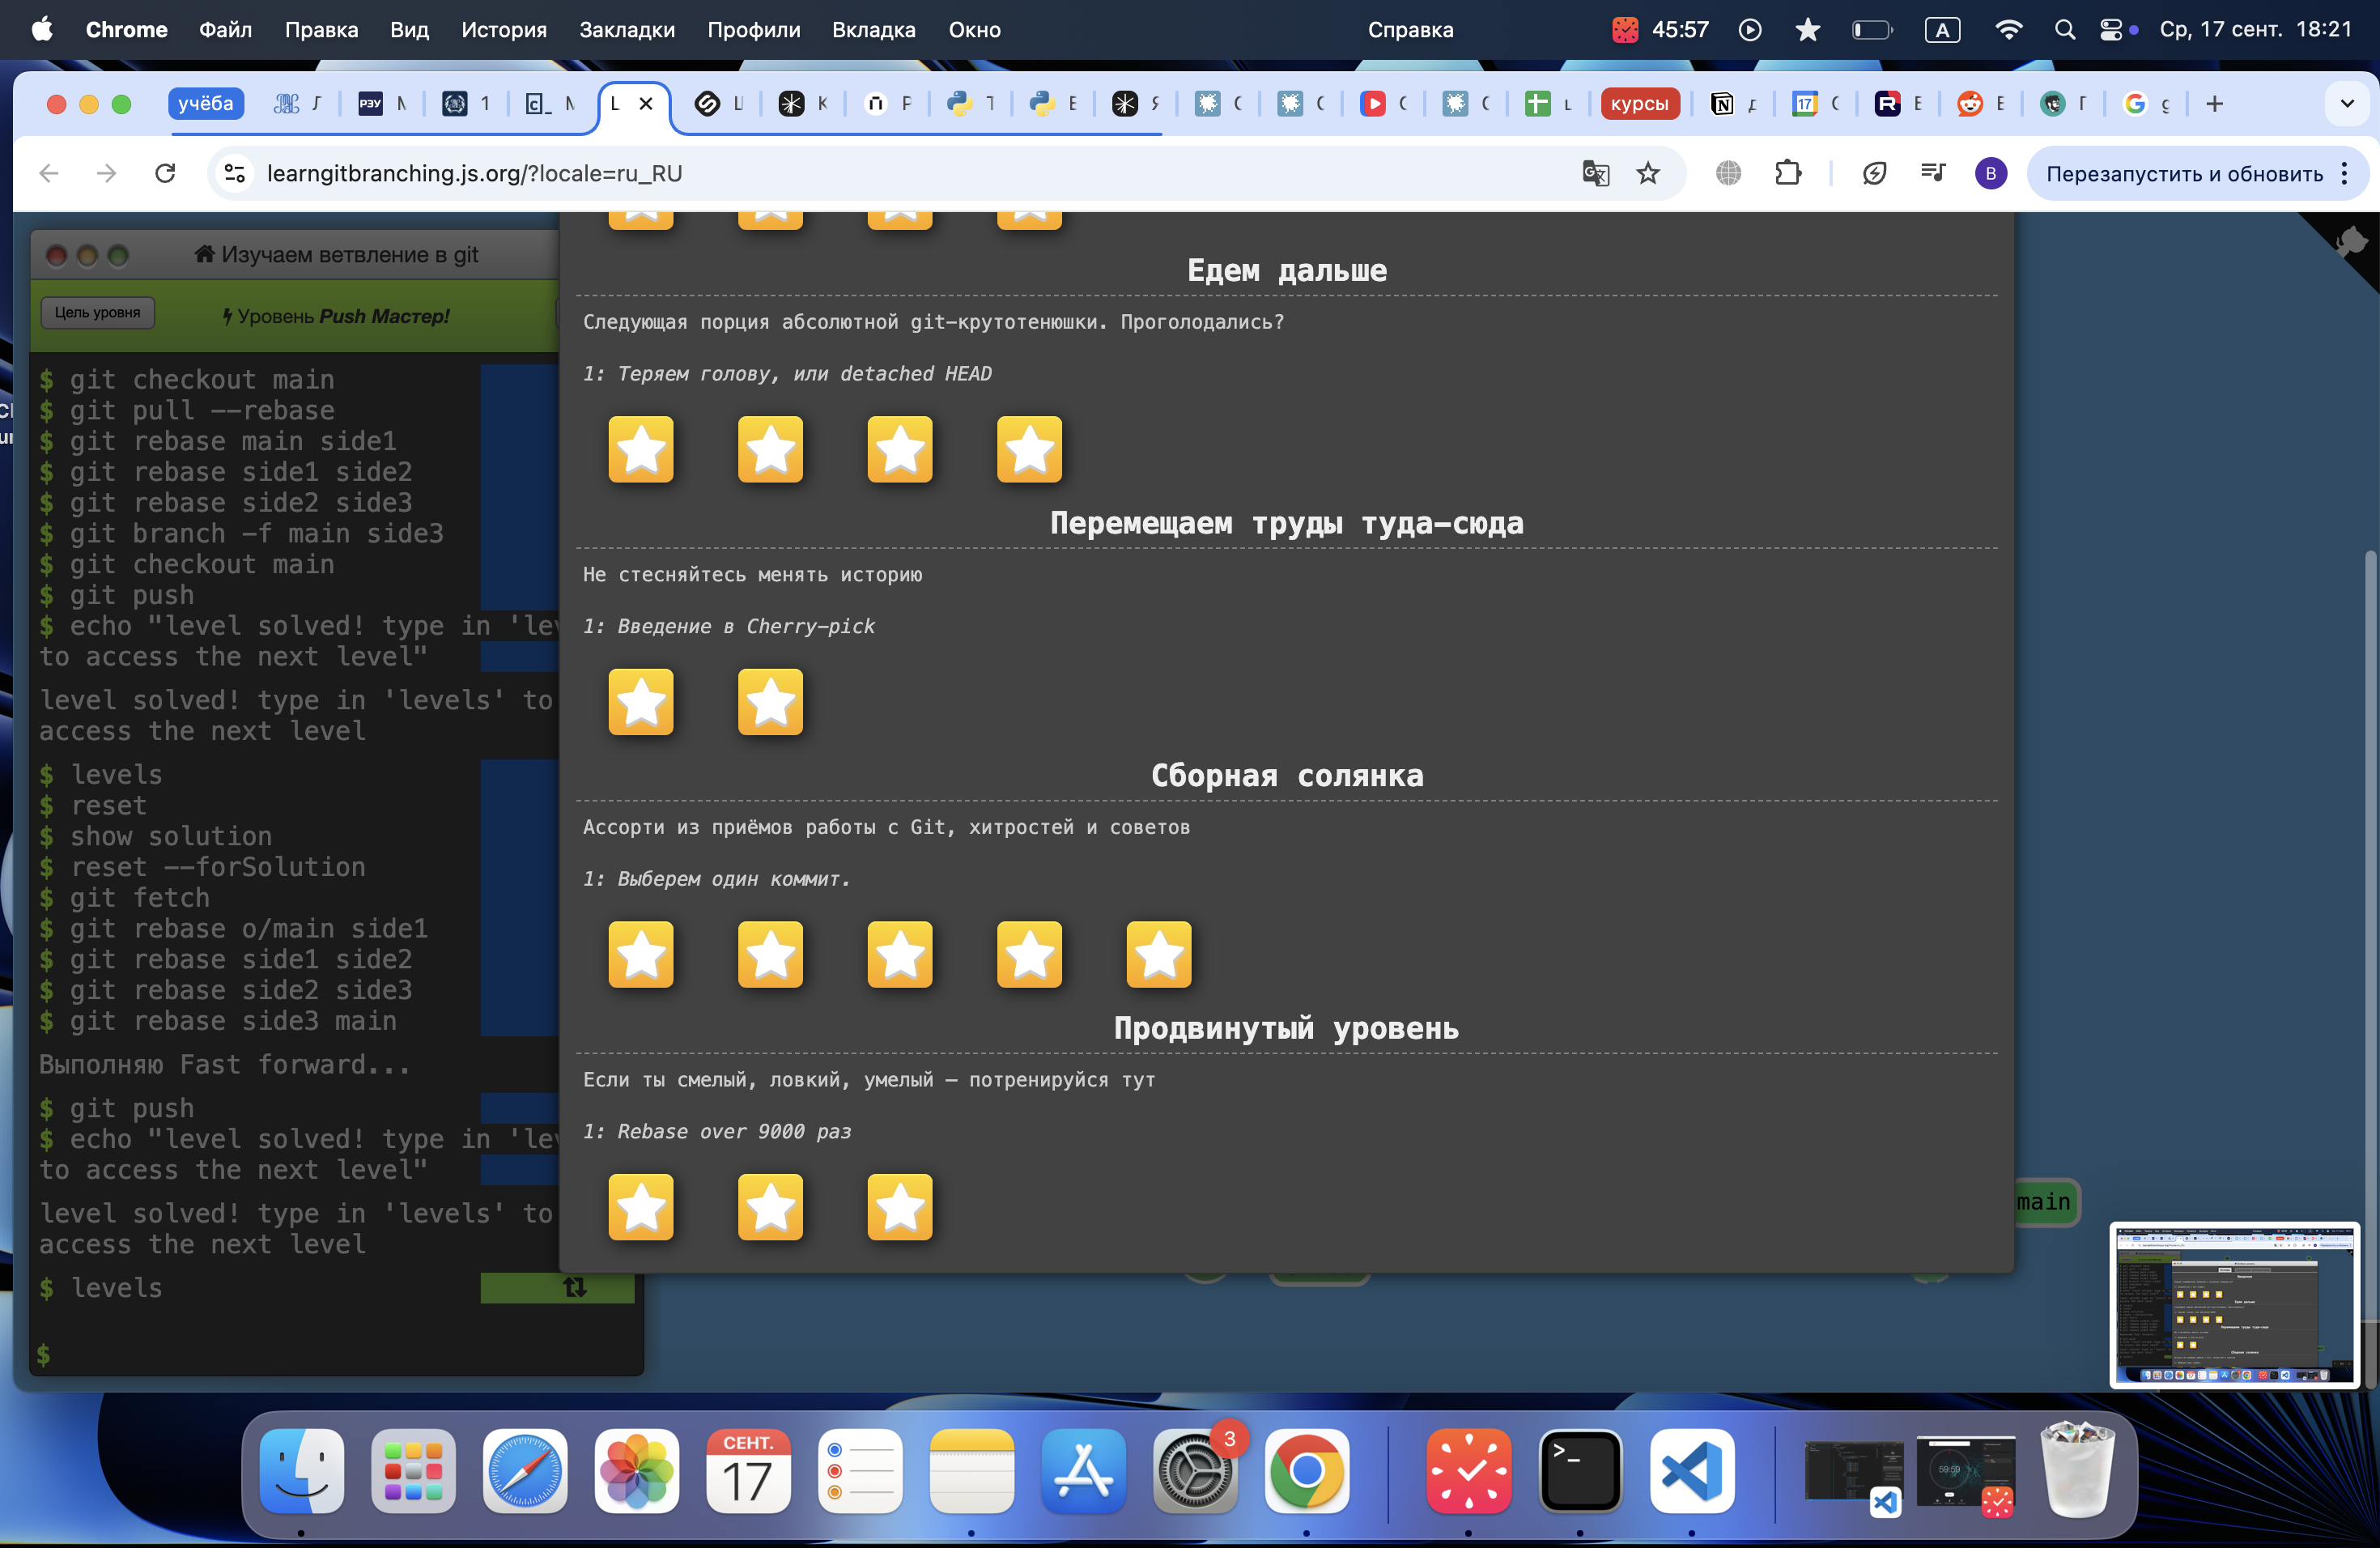 Chrome Файл Правка Вид История Закладки Профили Вкладка Окно Справка 45:57 A Ср, 17 сент. 18:21
учёба РЭУ 1 L курсы
learngitbranching.js.org/?locale=ru_RU B Перезапустить и обновить
Изучаем ветвление в git
Цель уровня Уровень Push Мастер!
$ git checkout main
$ git pull --rebase
$ git rebase main side1
$ git rebase side1 side2
$ git rebase side2 side3
$ git branch -f main side3
$ git checkout main
$ git push
$ echo "level solved! type in 'lev
to access the next level"
level solved! type in 'levels' to
access the next level
$ levels
$ reset
$ show solution
$ reset --forSolution
$ git fetch
$ git rebase o/main side1
$ git rebase side1 side2
$ git rebase side2 side3
$ git rebase side3 main
Выполняю Fast forward...
$ git push
$ echo "level solved! type in 'lev
to access the next level"
level solved! type in 'levels' to
access the next level
$ levels
$
Едем дальше
Следующая порция абсолютной git-крутотенюшки. Проголодались?
1: Теряем голову, или detached HEAD
Перемещаем труды туда-сюда
Не стесняйтесь менять историю
1: Введение в Cherry-pick
Сборная солянка
Ассорти из приёмов работы с Git, хитростей и советов
1: Выберем один коммит.
Продвинутый уровень
Если ты смелый, ловкий, умелый — потренируйся тут
1: Rebase over 9000 раз
main
СЕНТ.
17
3
59:59